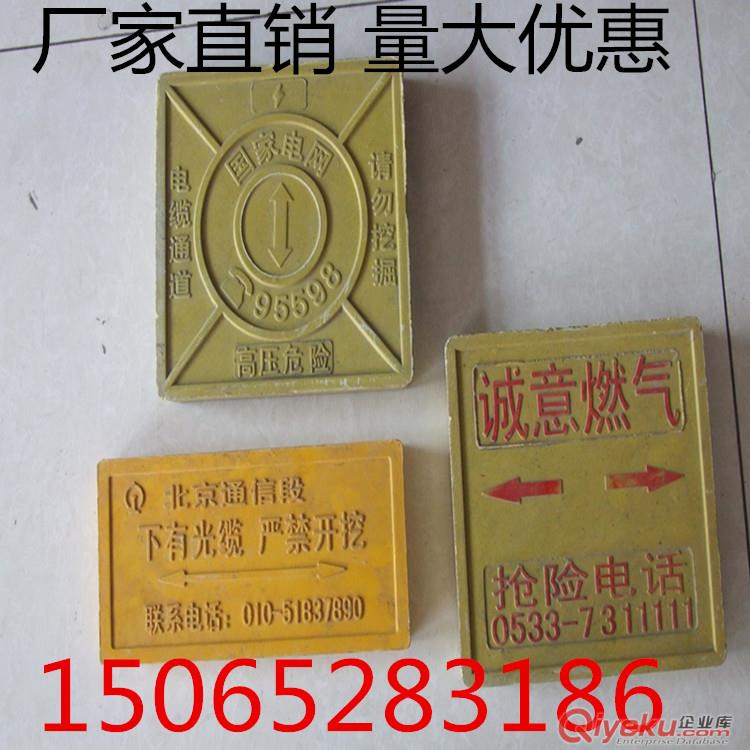 厂家直销 量大优惠
国家电网
电缆通道
请勿挖掘
95598
高压危险
诚意燃气
抢险电话
0533-7311111
北京通信段
下有光缆 严禁开挖
联系电话：010-51837890
15065283186
Qiyeku.com 企业库
Enterprise Database